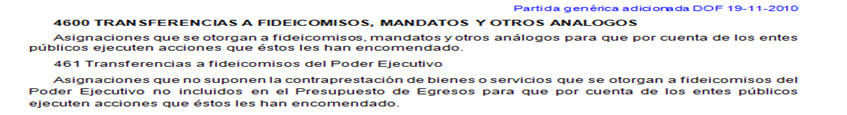 Partida genérica adicionada DOF 19-11-2010
4600 TRANSFERENCIAS A FIDEICOMISOS, MANDATOS Y OTROS ANALOGOS
Asignaciones que se otorgan a fideicomisos, mandatos y otros análogos para que por cuenta de los entes
públicos ejecuten acciones que éstos les han encomendado.
461 Transferencias a fideicomisos del Poder Ejecutivo
Asignaciones que no suponen la contraprestación de bienes o servicios que se otorgan a fideicomisos del
Poder Ejecutivo no incluidos en el Presupuesto de Egresos para que por cuenta de los entes públicos
ejecuten acciones que éstos les han encomendado.